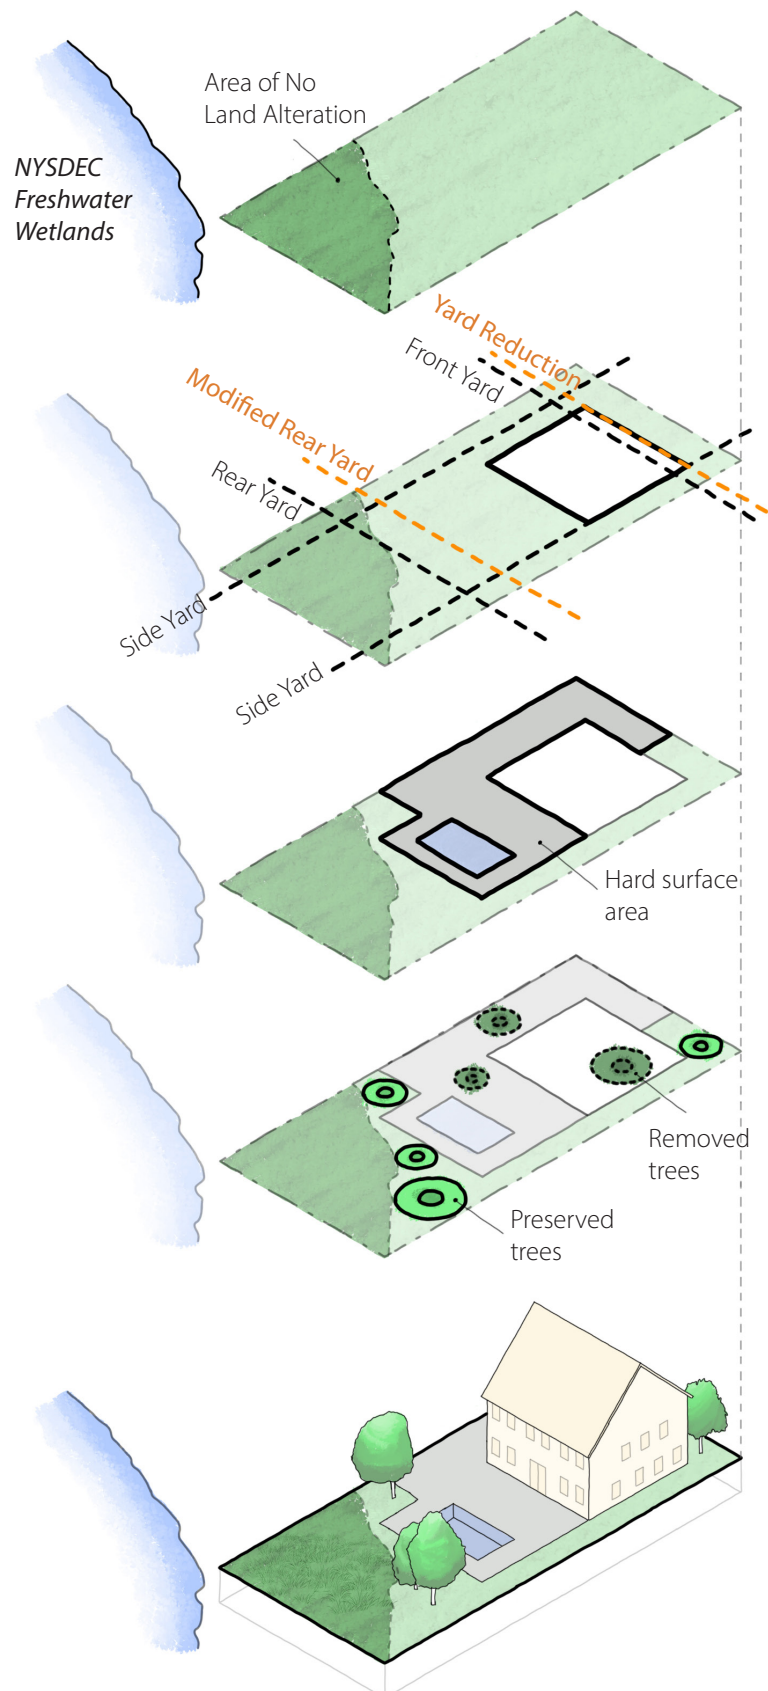 Area of No
Land Alteration
NYSDEC
Freshwater
Wetlands
Yard Reduction
Front Yard
Modified Rear Yard
Rear Yard
Side Yard
Side Yard
Hard surface
area
Removed
trees
Preserved
trees